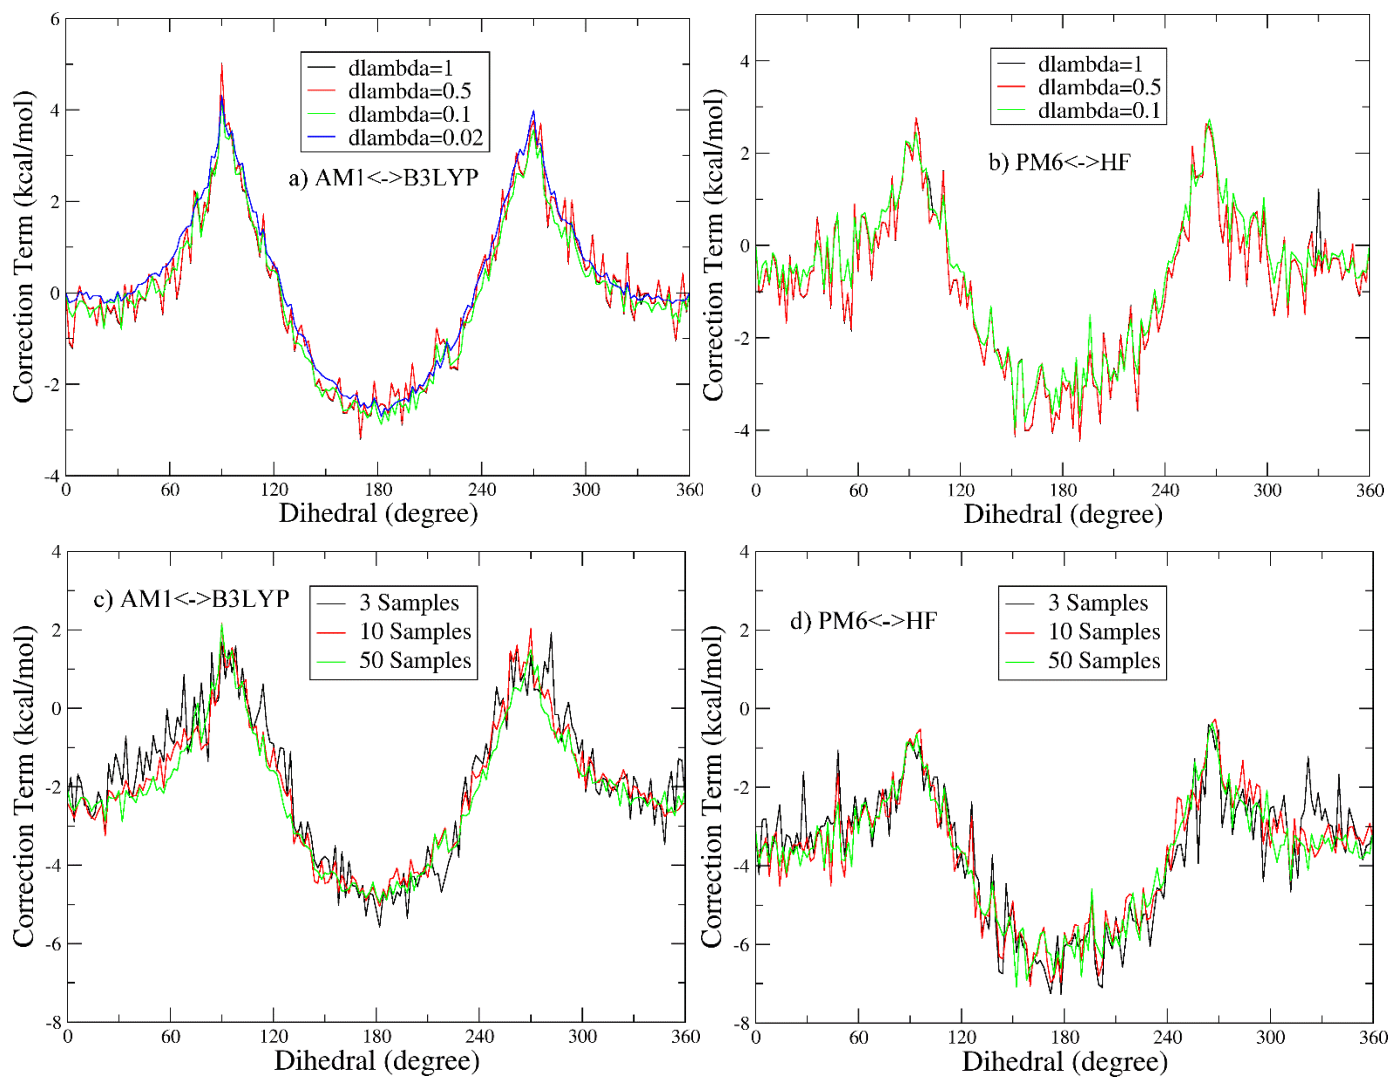 6
4
2
0
-2
-4
Correction Term (kcal/mol)
dlambda=1
dlambda=0.5
dlambda=0.1
dlambda=0.02
a) AM1<->B3LYP
0 60 120 180 240 300 360
Dihedral (degree)
4
2
0
-2
-4
Correction Term (kcal/mol)
dlambda=1
dlambda=0.5
dlambda=0.1
b) PM6<->HF
0 60 120 180 240 300 360
Dihedral (degree)
4
2
0
-2
-4
-6
-8
Correction Term (kcal/mol)
c) AM1<->B3LYP
3 Samples
10 Samples
50 Samples
0 60 120 180 240 300 360
Dihedral (degree)
4
2
0
-2
-4
-6
-8
Correction Term (kcal/mol)
d) PM6<->HF
3 Samples
10 Samples
50 Samples
0 60 120 180 240 300 360
Dihedral (degree)